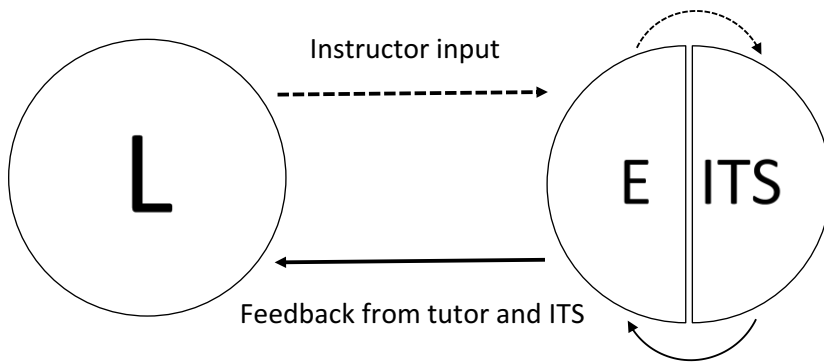 Instructor input
L
E
ITS
Feedback from tutor and ITS